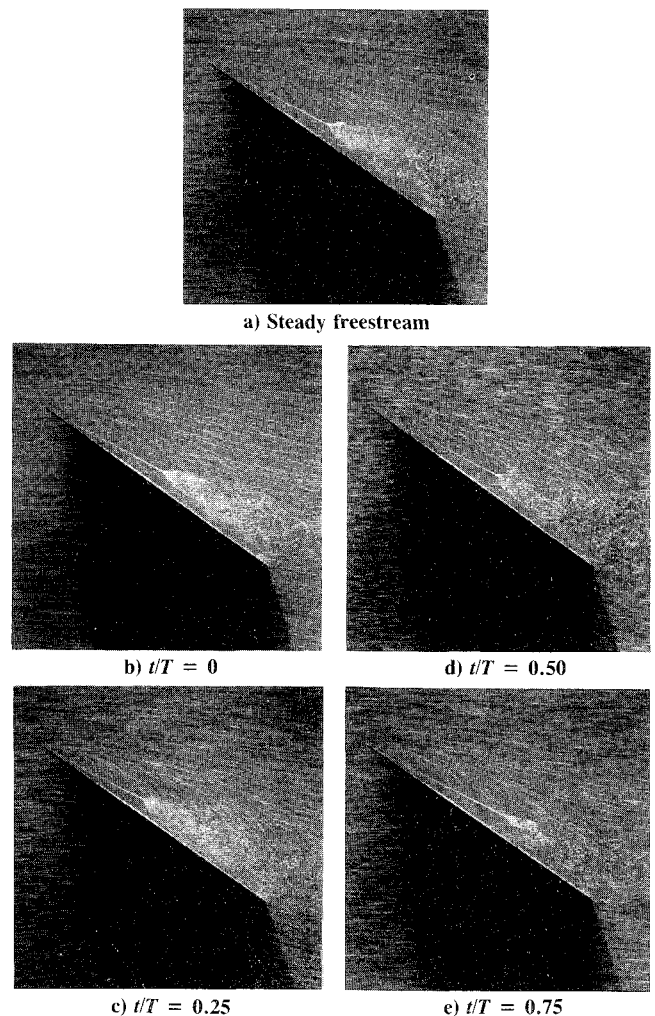 a) Steady freestream
b) t/T = 0
d) t/T = 0.50
c) t/T = 0.25
e) t/T = 0.75